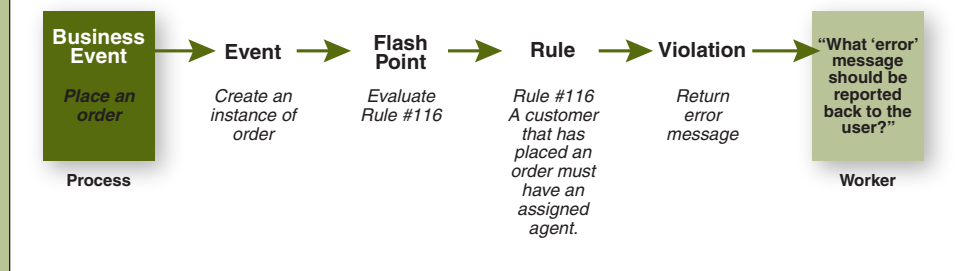 Business
Event
Place an
order
Process
Event
Create an
instance of
order
Flash
Point
Evaluate
Rule #116
Rule
Rule #116
A customer
that has
placed an
order must
have an
assigned
agent.
Violation
Return
error
message
“What ‘error’
message
should be
reported
back to the
user?”
Worker